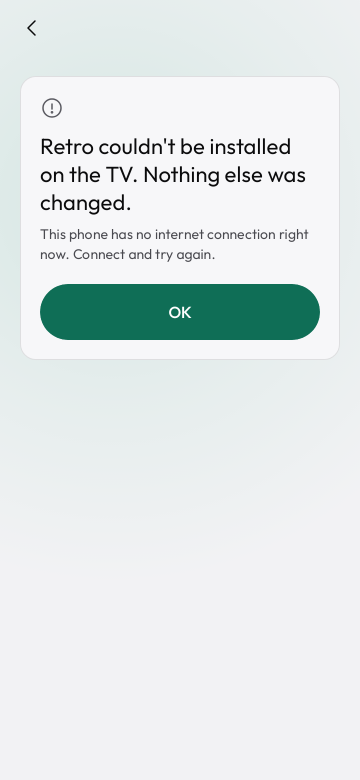 Retro couldn't be installed
on the TV. Nothing else was
changed.
This phone has no internet connection right
now. Connect and try again.
OK